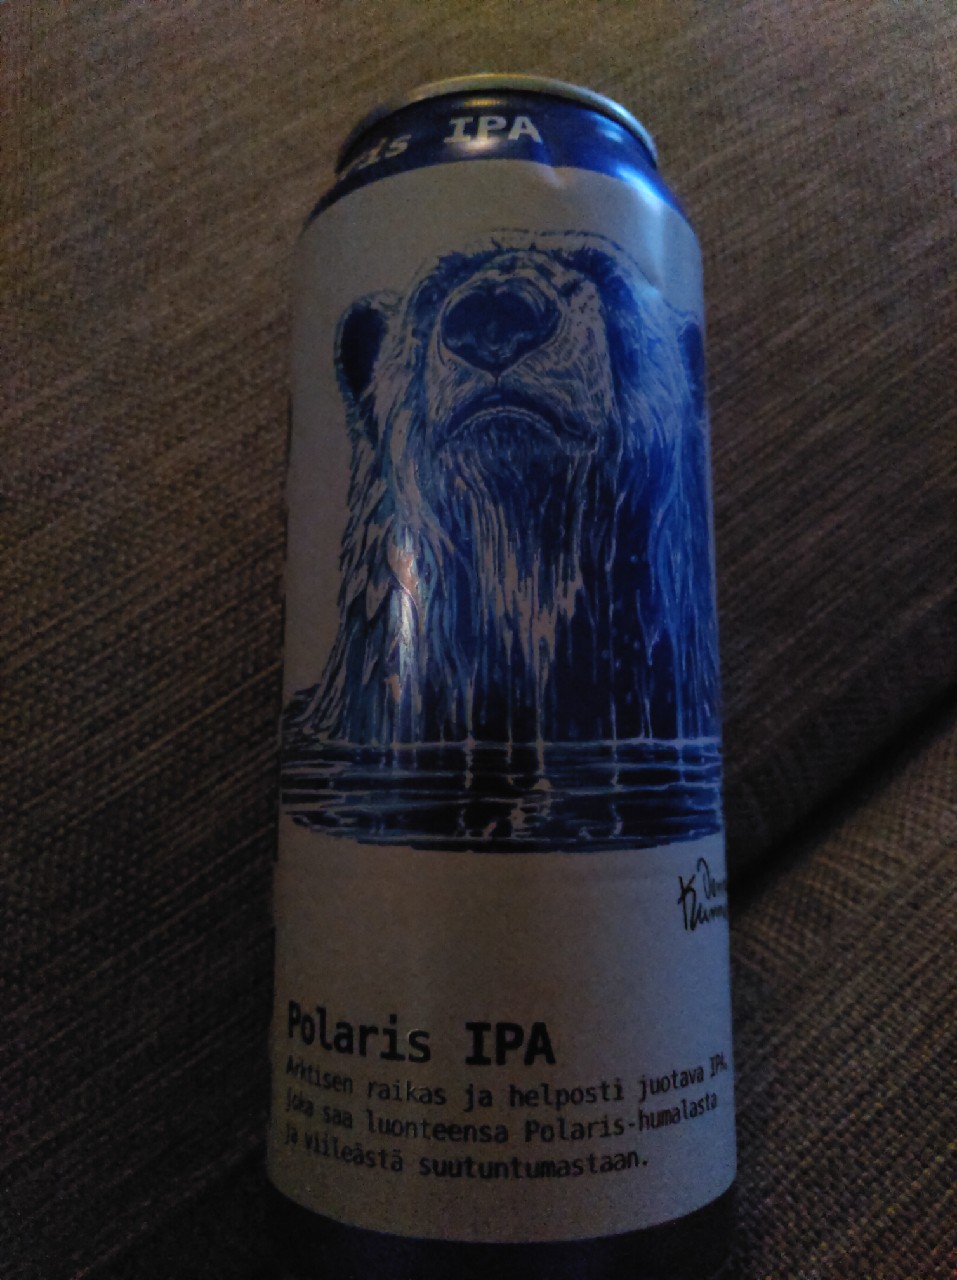 IPA
Polaris IPA
Arktisen raikas ja helposti juotava IPA,
joka saa luonteensa Polaris-humalasta
ja viileästä suutuntumastaan.